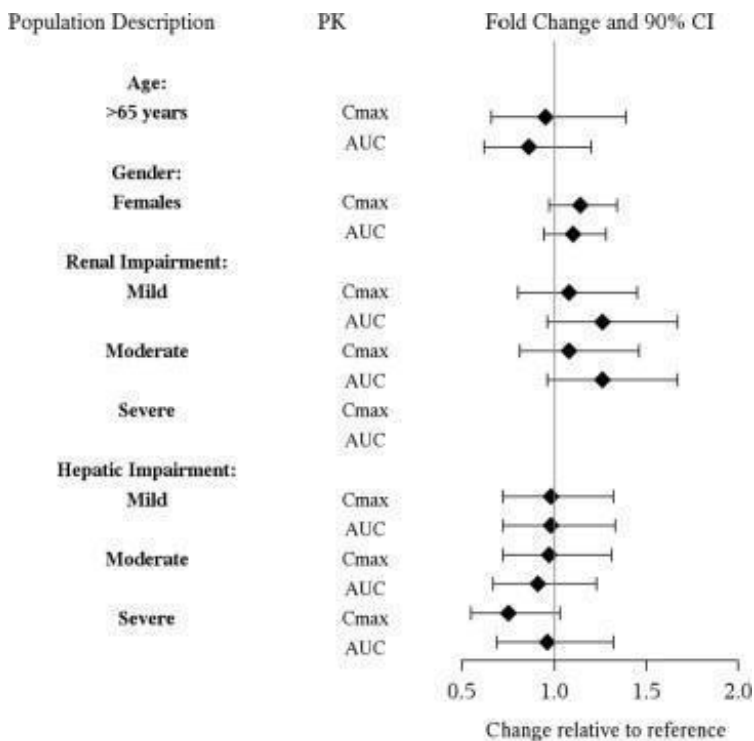 Population Description PK Fold Change and 90% CI
Age:
>65 years Cmax
AUC
Gender:
Females Cmax
AUC
Renal Impairment:
Mild Cmax
AUC
Moderate Cmax
AUC
Severe Cmax
AUC
Hepatic Impairment:
Mild Cmax
AUC
Moderate Cmax
AUC
Severe Cmax
AUC
0.5 1.0 1.5 2.0
Change relative to reference